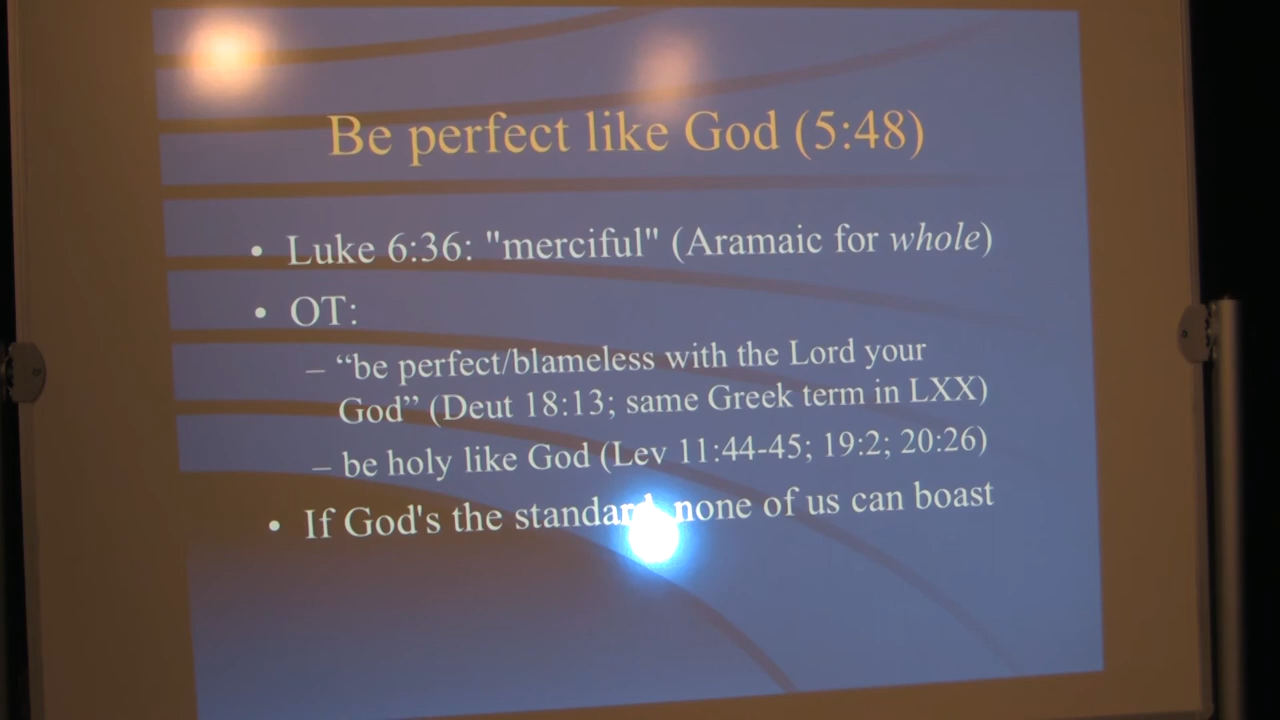 Be perfect like God (5:48)
• Luke 6:36: "merciful" (Aramaic for whole)
• OT:
– “be perfect/blameless with the Lord your
God” (Deut 18:13; same Greek term in LXX)
– be holy like God (Lev 11:44-45; 19:2; 20:26)
• If God's the standard, none of us can boast